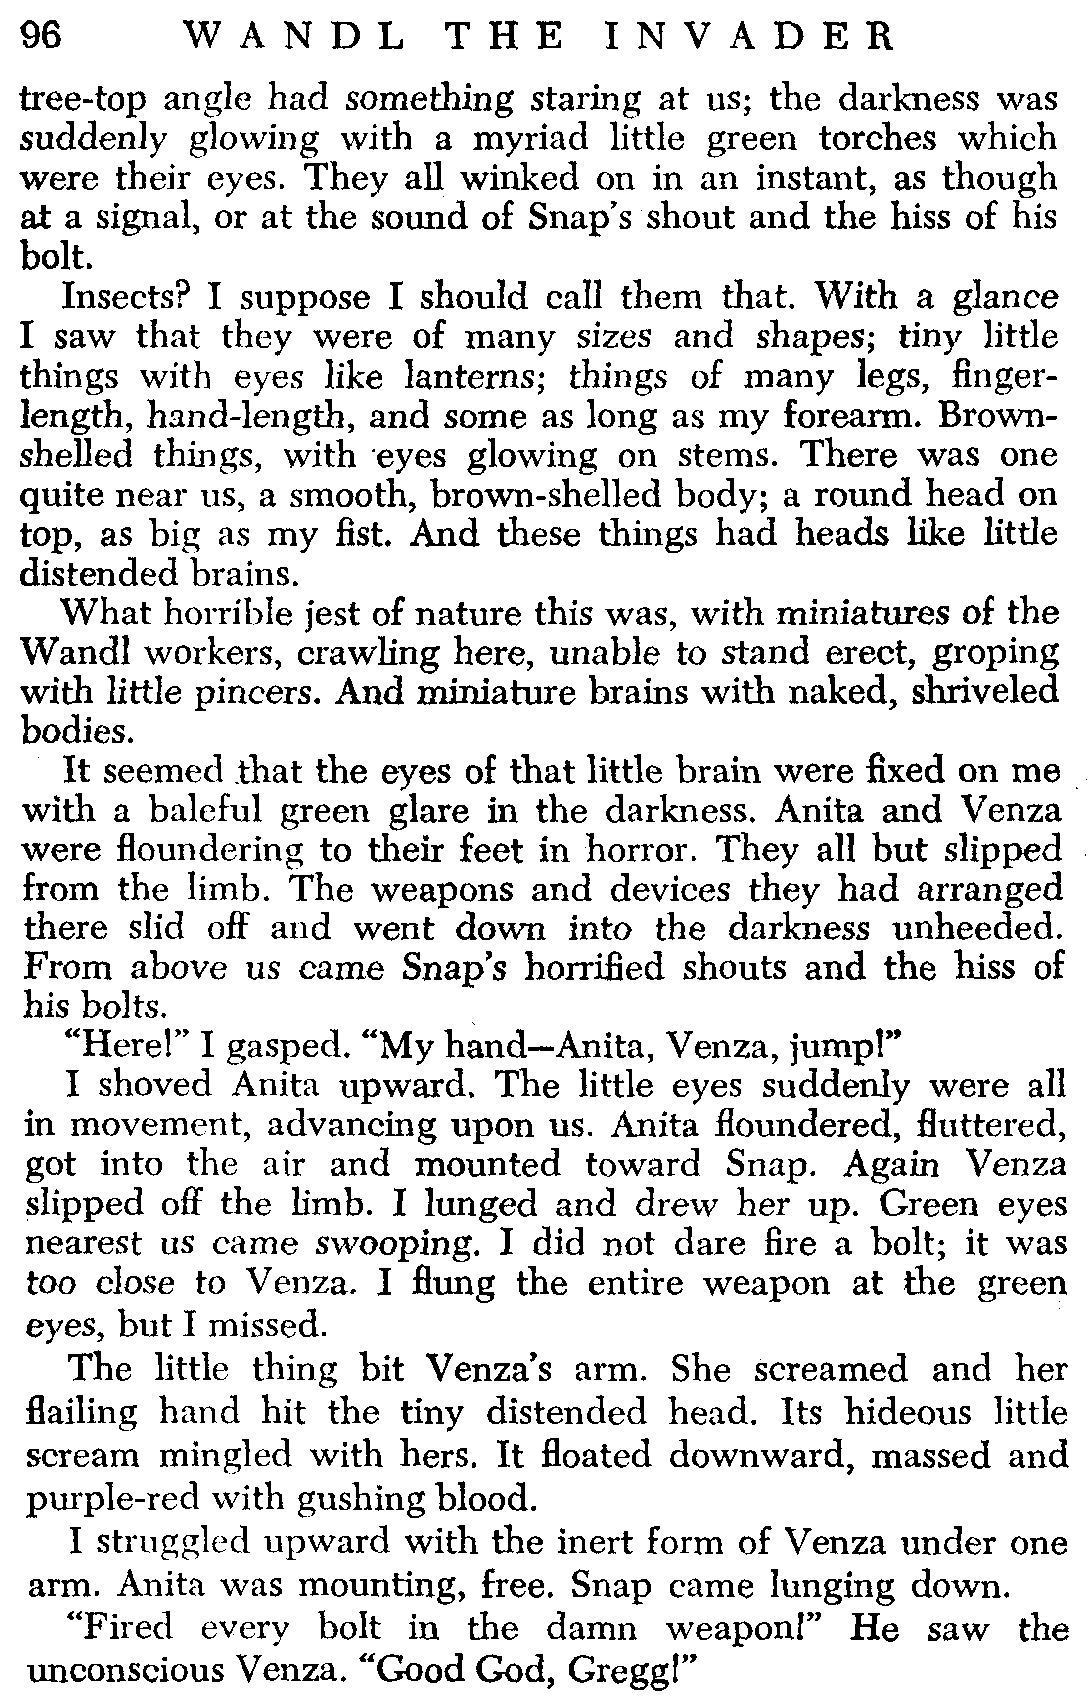 96 WANDL THE INVADER
tree-top angle had something staring at us; the darkness was
suddenly glowing with a myriad little green torches which
were their eyes. They all winked on in an instant, as though
at a signal, or at the sound of Snap's shout and the hiss of his
bolt.
Insects? I suppose I should call them that. With a glance
I saw that they were of many sizes and shapes; tiny little
things with eyes like lanterns; things of many legs, finger-
length, hand-length, and some as long as my forearm. Brown-
shelled things, with eyes glowing on stems. There was one
quite near us, a smooth, brown-shelled body; a round head on
top, as big as my fist. And these things had heads like little
distended brains.
What horrible jest of nature this was, with miniatures of the
Wandl workers, crawling here, unable to stand erect, groping
with little pincers. And miniature brains with naked, shriveled
bodies.
It seemed that the eyes of that little brain were fixed on me
with a baleful green glare in the darkness. Anita and Venza
were floundering to their feet in horror. They all but slipped
from the limb. The weapons and devices they had arranged
there slid off and went down into the darkness unheeded.
From above us came Snap's horrified shouts and the hiss of
his bolts.
“Here!” I gasped. “My hand—Anita, Venza, jump!”
I shoved Anita upward. The little eyes suddenly were all
in movement, advancing upon us. Anita floundered, fluttered,
got into the air and mounted toward Snap. Again Venza
slipped off the limb. I lunged and drew her up. Green eyes
nearest us came swooping. I did not dare fire a bolt; it was
too close to Venza. I flung the entire weapon at the green
eyes, but I missed.
The little thing bit Venza's arm. She screamed and her
flailing hand hit the tiny distended head. Its hideous little
scream mingled with hers. It floated downward, massed and
purple-red with gushing blood.
I struggled upward with the inert form of Venza under one
arm. Anita was mounting, free. Snap came lunging down.
“Fired every bolt in the damn weapon!” He saw the
unconscious Venza. “Good God, Gregg!”